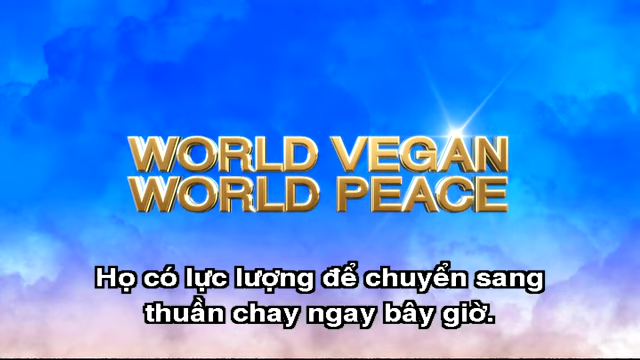 WORLD VEGAN
WORLD PEACE
Họ có lực lượng để chuyển sang
thuần chay ngay bây giờ.